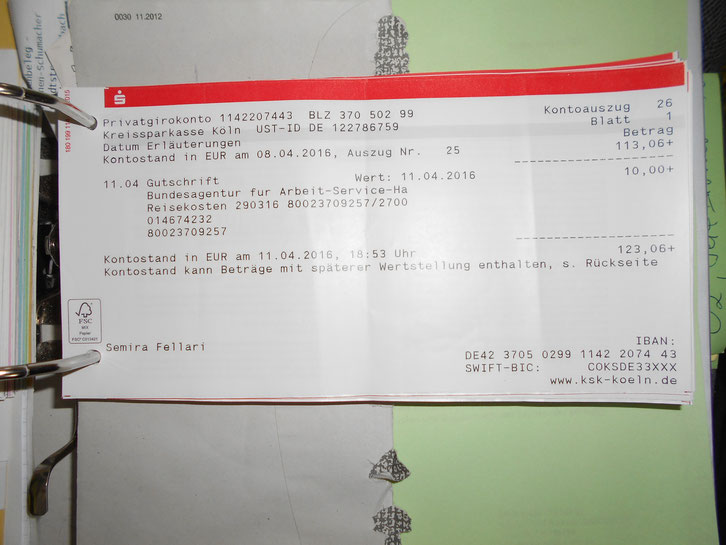 0030 11.2012
Privatgirokonto 1142207443 BLZ 370 502 99
Kontoauszug 26
Kreissparkasse Köln UST-ID DE 122786759
Blatt 1
Datum Erläuterungen
Betrag
Kontostand in EUR am 08.04.2016, Auszug Nr. 25
113,06+
11.04 Gutschrift Wert: 11.04.2016
10,00+
Bundesagentur fur Arbeit-Service-Ha
Reisekosten 290316 80023709257/2700
014674232
80023709257
Kontostand in EUR am 11.04.2016, 18:53 Uhr
123,06+
Kontostand kann Beträge mit späterer Wertstellung enthalten, s. Rückseite
FSC
MIX
Papier
Semira Fellari
IBAN:
DE42 3705 0299 1142 2074 43
SWIFT-BIC: COKSDE33XXX
www.ksk-koeln.de